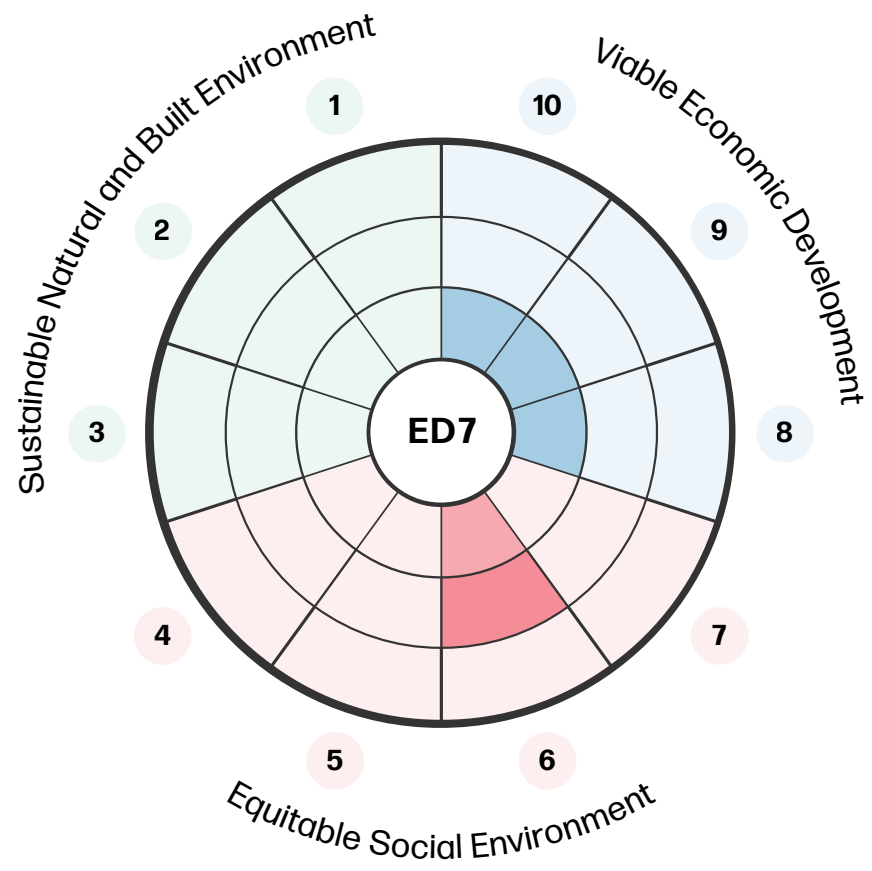 Sustainable Natural and Built Environment
Viable Economic Development
1
10
2
9
3
ED7
8
4
7
5
6
Equitable Social Environment